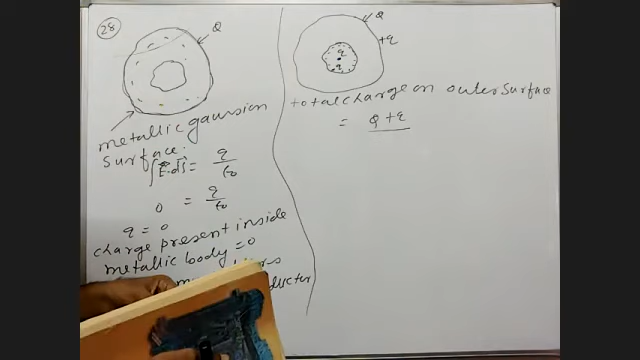 28
Q
metallic gaussian
surface.
∫E⃗.ds⃗ = q/ε0
0 = q/ε0
q = 0
charge present inside
metallic body = 0
Q
+q
q
total charge on outer surface
= Q+q